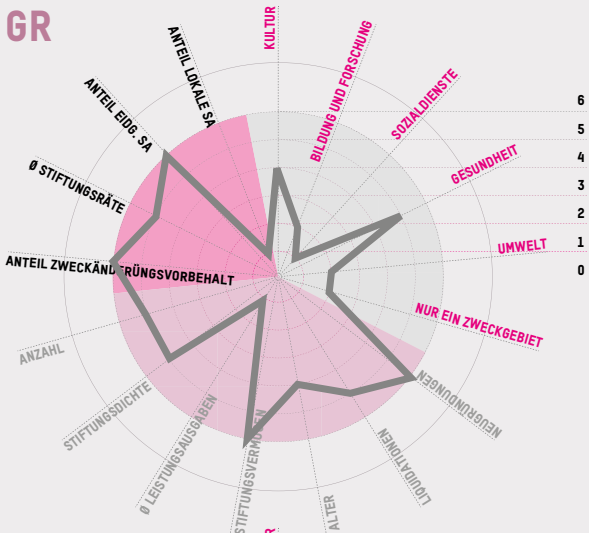 GR
KULTUR
BILDUNG UND FORSCHUNG
SOZIALDIENSTE
GESUNDHEIT
UMWELT
NUR EIN ZWECKGEBIET
NEUGRÜNDUNGEN
LIQUIDATIONEN
ALTER
STIFTUNGSVERMÖGEN
Ø LEISTUNGSAUSGABEN
STIFTUNGSDICHTE
ANZAHL
ANTEIL ZWECKÄNDERÜNGSVORBEHALT
Ø STIFTUNGSRÄTE
ANTEIL EIDG. SA
ANTEIL LOKALE SA
6
5
4
3
2
1
0